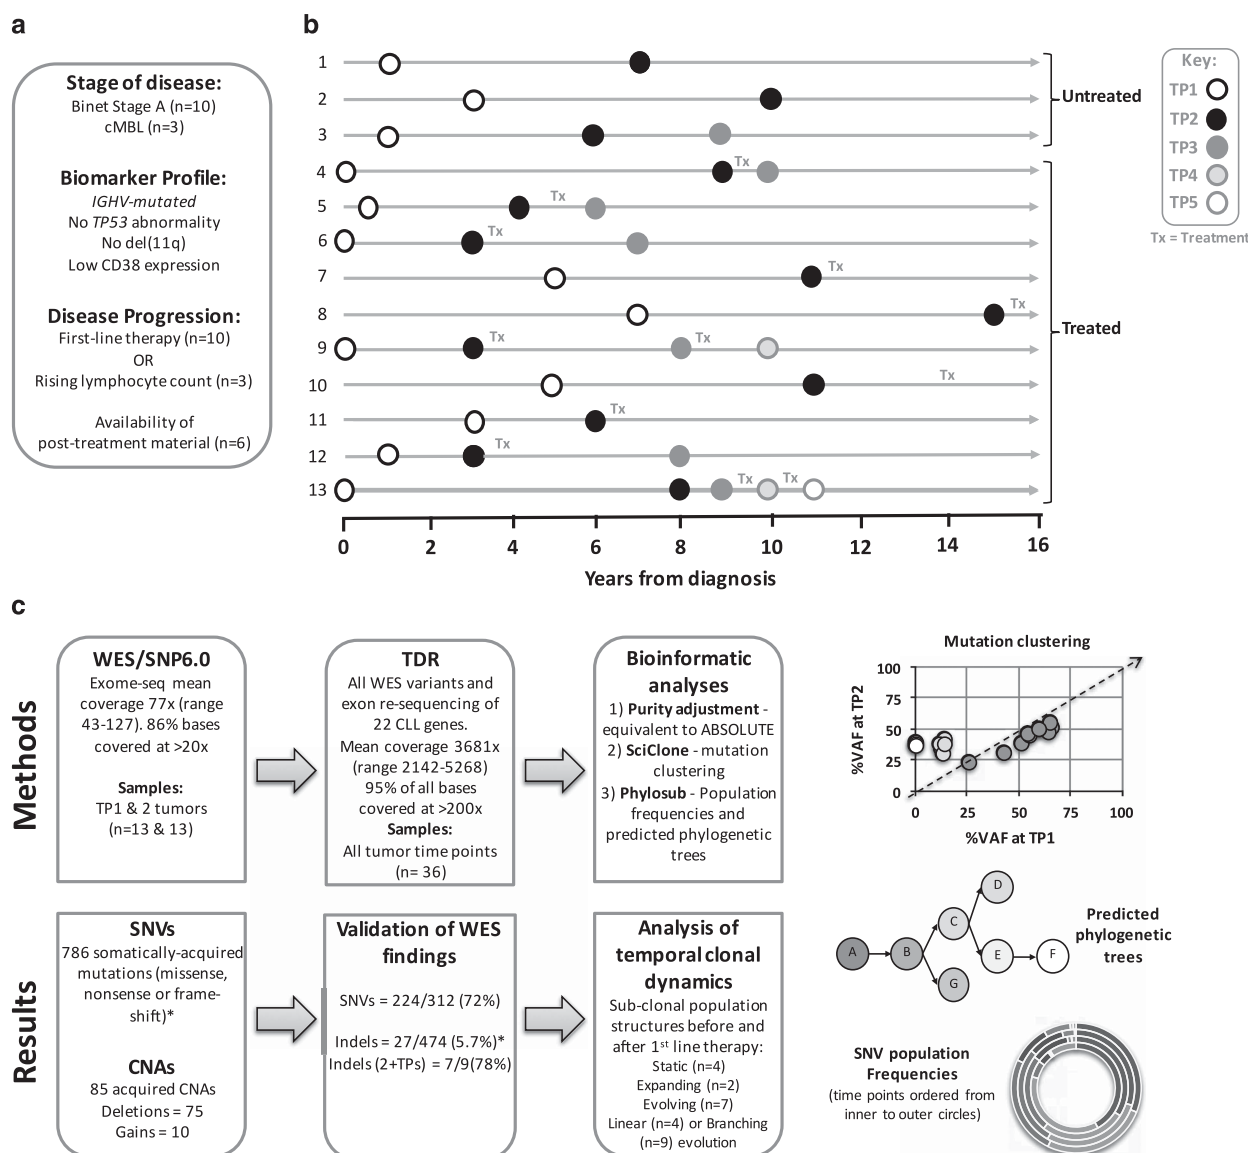 a
Stage of disease:
Binet Stage A (n=10)
cMBL (n=3)
Biomarker Profile:
IGHV-mutated
No TP53 abnormality
No del(11q)
Low CD38 expression
Disease Progression:
First-line therapy (n=10)
OR
Rising lymphocyte count (n=3)
Availability of
post-treatment material (n=6)
b
1
2
3
4 Tx
5 Tx
6 Tx
7 Tx
8 Tx
9 Tx Tx
10 Tx
11 Tx
12 Tx
13 Tx Tx
Untreated
Treated
0 2 4 6 8 10 12 14 16
Years from diagnosis
Key:
TP1
TP2
TP3
TP4
TP5
Tx = Treatment
c
Methods
WES/SNP6.0
Exome-seq mean
coverage 77x (range
43-127). 86% bases
covered at >20x
Samples:
TP1 & 2 tumors
(n=13 & 13)
TDR
All WES variants and
exon re-sequencing of
22 CLL genes.
Mean coverage 3681x
(range 2142-5268)
95% of all bases
covered at >200x
Samples:
All tumor time points
(n= 36)
Bioinformatic
analyses
1) Purity adjustment -
equivalent to ABSOLUTE
2) SciClone - mutation
clustering
3) Phylosub - Population
frequencies and
predicted phylogenetic
trees
Mutation clustering
%VAF at TP2
100
75
50
25
0
0 25 50 75 100
%VAF at TP1
Results
SNVs
786 somatically-acquired
mutations (missense,
nonsense or frame-
shift)*
CNAs
85 acquired CNAs
Deletions = 75
Gains = 10
Validation of WES
findings
SNVs = 224/312 (72%)
Indels = 27/474 (5.7%)*
Indels (2+TPs) = 7/9(78%)
Analysis of
temporal clonal
dynamics
Sub-clonal population
structures before and
after 1st line therapy:
Static (n=4)
Expanding (n=2)
Evolving (n=7)
Linear (n=4) or Branching
(n=9) evolution
A B C D E F G
Predicted
phylogenetic
trees
SNV population
Frequencies
(time points ordered from
inner to outer circles)